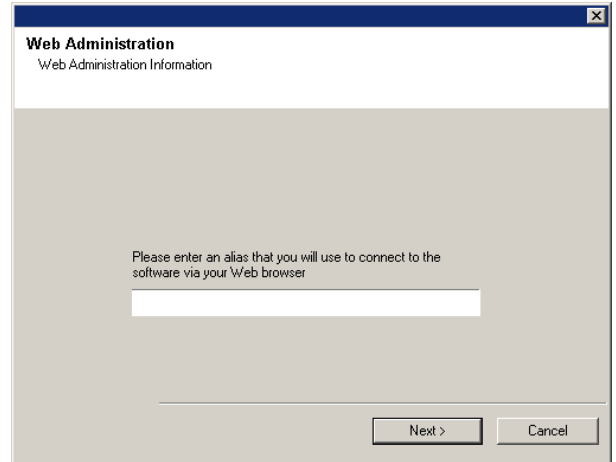 Web Administration
Web Administration Information
Please enter an alias that you will use to connect to the
software via your Web browser
Next >
Cancel